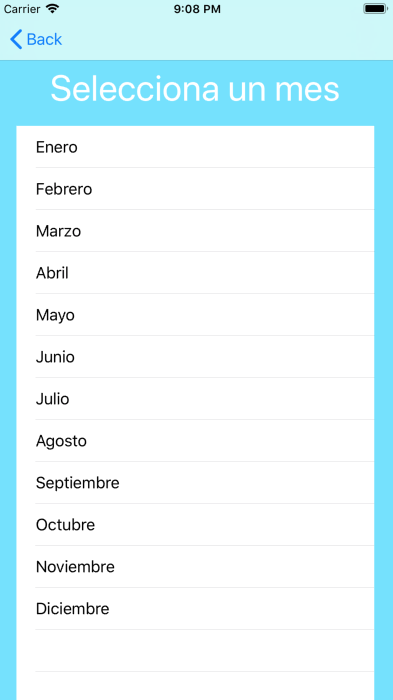 Carrier 9:08 PM
Back
Selecciona un mes
Enero
Febrero
Marzo
Abril
Mayo
Junio
Julio
Agosto
Septiembre
Octubre
Noviembre
Diciembre